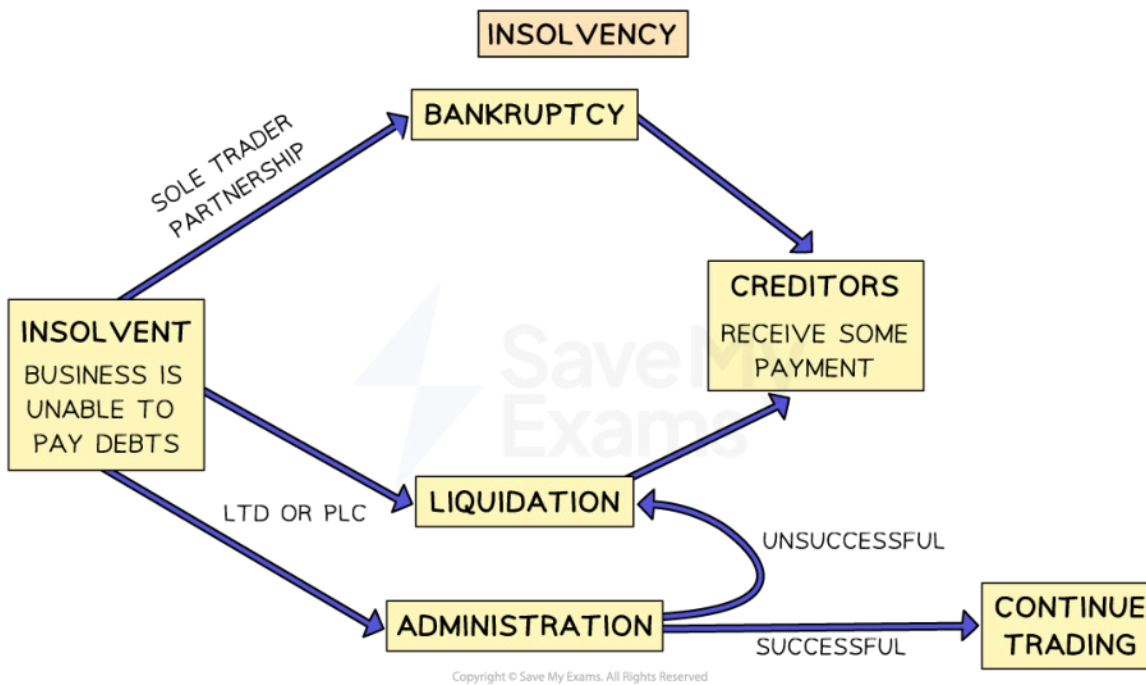 INSOLVENCY
BANKRUPTCY
SOLE TRADER
PARTNERSHIP
INSOLVENT
BUSINESS IS
UNABLE TO
PAY DEBTS
CREDITORS
RECEIVE SOME
PAYMENT
Save My
Exams
LIQUIDATION
LTD OR PLC
UNSUCCESSFUL
ADMINISTRATION
SUCCESSFUL
CONTINUE
TRADING
Copyright © Save My Exams. All Rights Reserved